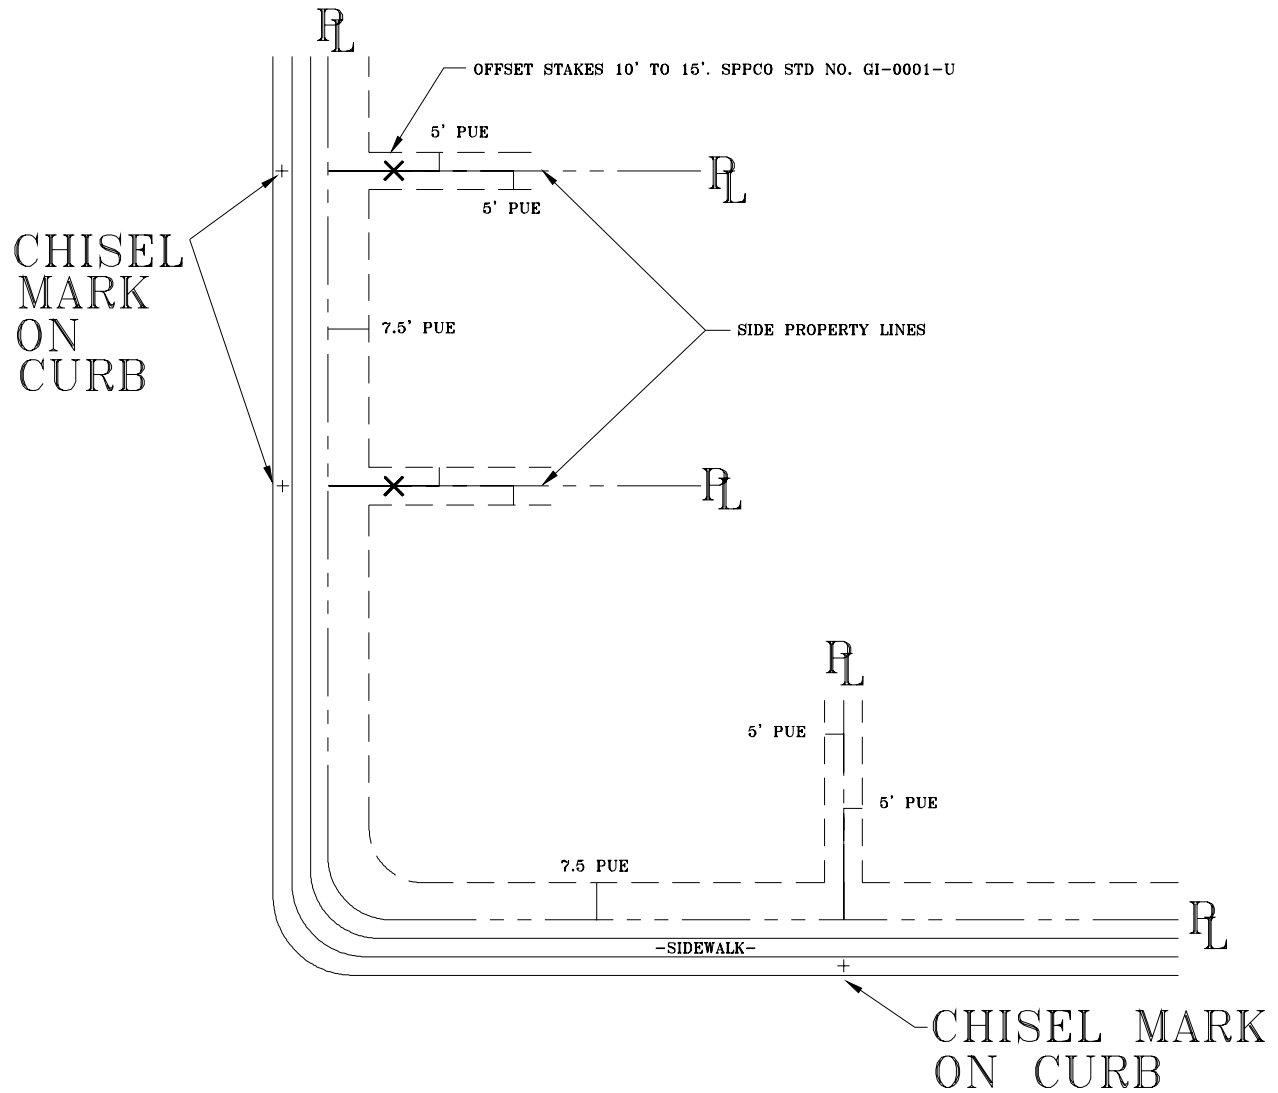 PL
OFFSET STAKES 10' TO 15'. SPPCO STD NO. GI-0001-U
5' PUE
PL
5' PUE
CHISEL
MARK
ON
CURB
7.5' PUE
SIDE PROPERTY LINES
PL
PL
5' PUE
5' PUE
7.5 PUE
PL
-SIDEWALK-
CHISEL MARK
ON CURB